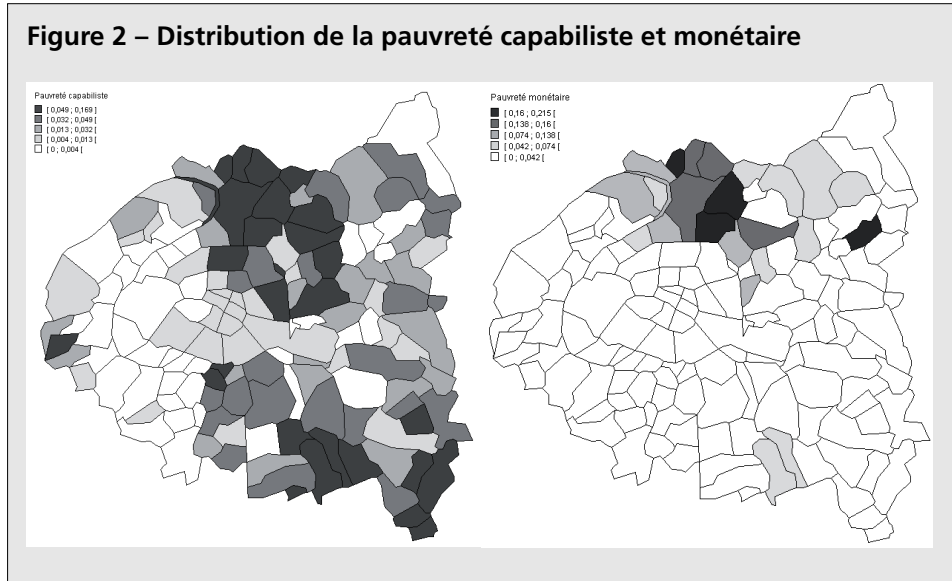 Figure 2 – Distribution de la pauvreté capabiliste et monétaire
Pauvreté capabiliste
[ 0,049 ; 0,169 ]
[ 0,032 ; 0,049 [
[ 0,013 ; 0,032 [
[ 0,004 ; 0,013 [
[ 0 ; 0,004 [
Pauvreté monétaire
[ 0,16 ; 0,215 [
[ 0,138 ; 0,16 [
[ 0,074 ; 0,138 [
[ 0,042 ; 0,074 [
[ 0 ; 0,042 [